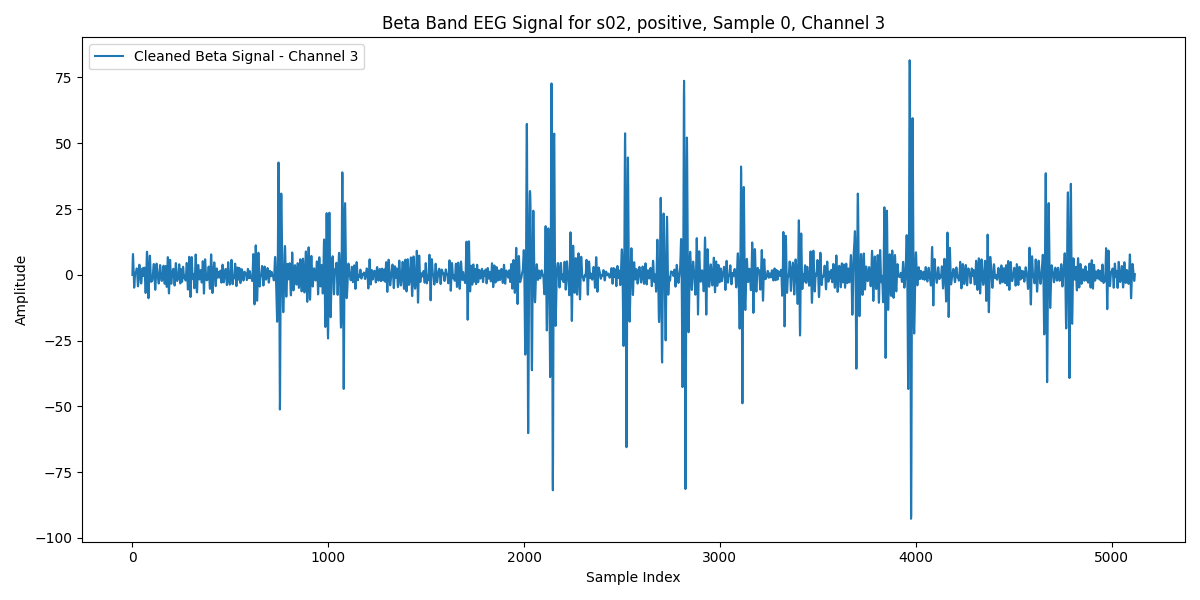 Beta Band EEG Signal for s02, positive, Sample 0, Channel 3
Cleaned Beta Signal - Channel 3
75
50
25
0
−25
−50
−75
−100
Amplitude
0 1000 2000 3000 4000 5000
Sample Index